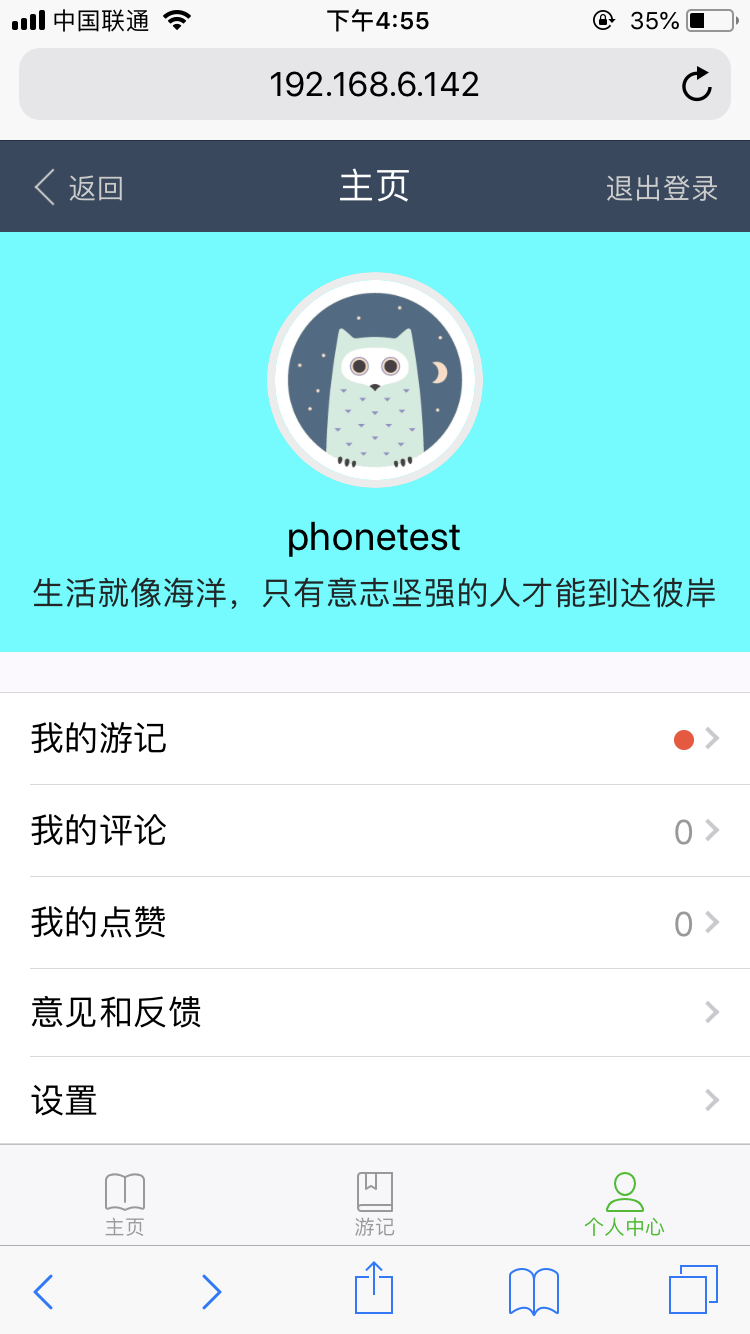 中国联通 下午4:55 35%
192.168.6.142
返回 主页 退出登录
phonetest
生活就像海洋，只有意志坚强的人才能到达彼岸
我的游记
我的评论 0
我的点赞 0
意见和反馈
设置
主页 游记 个人中心